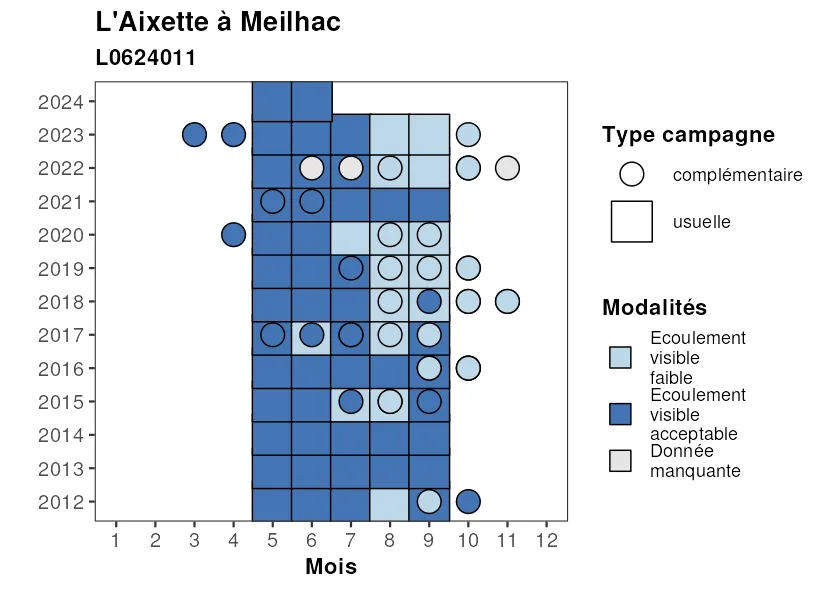 L'Aixette à Meilhac
L0624011
2024
2023
2022
2021
2020
2019
2018
2017
2016
2015
2014
2013
2012
1 2 3 4 5 6 7 8 9 10 11 12
Mois
Type campagne
complémentaire
usuelle
Modalités
Ecoulement
visible
faible
Ecoulement
visible
acceptable
Donnée
manquante